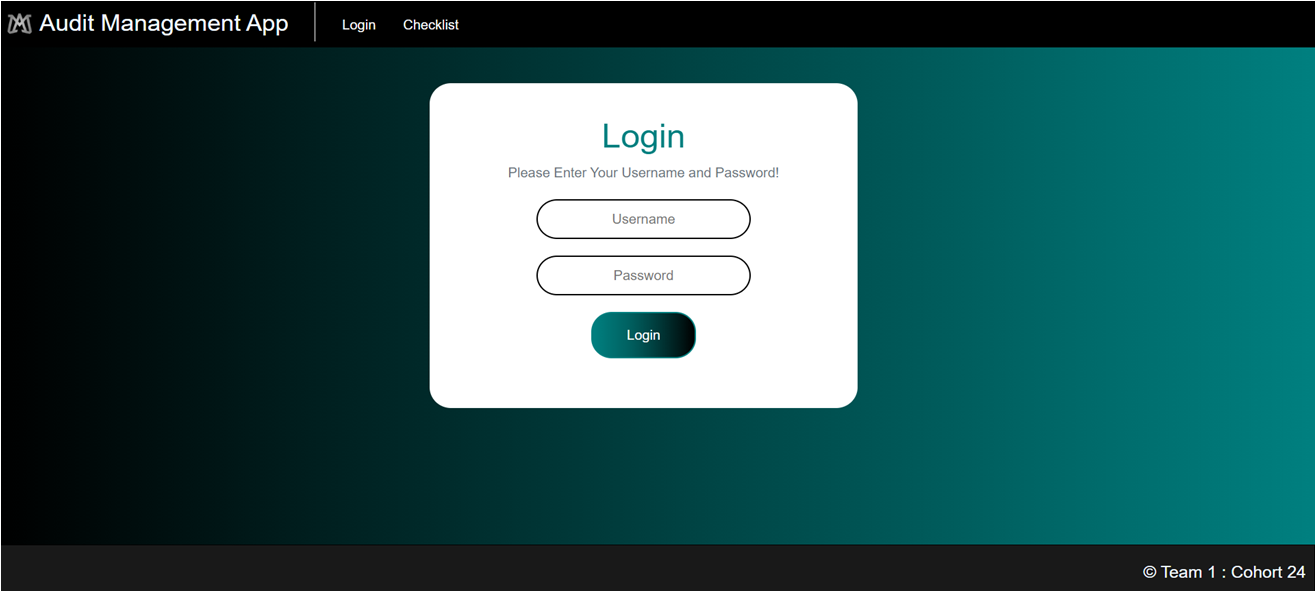 Audit Management App
Login
Checklist
Login
Please Enter Your Username and Password!
Username
Password
Login
© Team 1 : Cohort 24